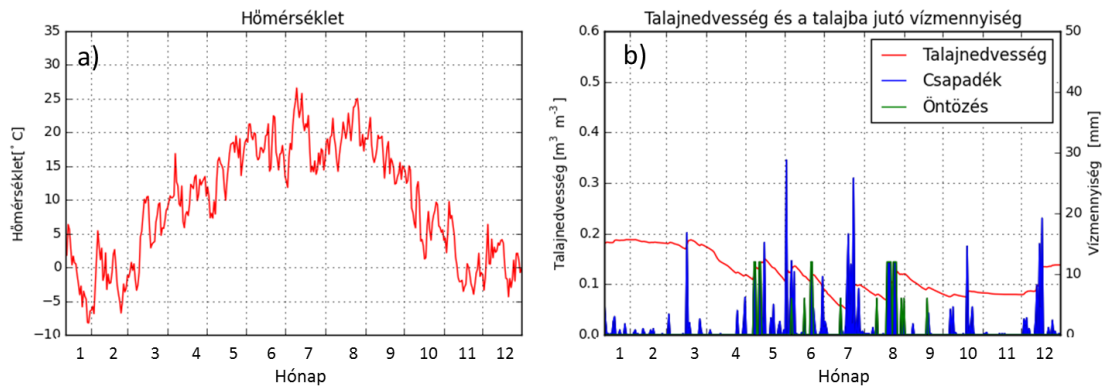 Hőmérséklet
a)
35
30
25
20
15
10
5
0
−5
−10
Hőmérséklet[°C]
1 2 3 4 5 6 7 8 9 10 11 12
Hónap
Talajnedvesség és a talajba jutó vízmennyiség
b)
Talajnedvesség
Csapadék
Öntözés
0.6
0.5
0.4
0.3
0.2
0.1
0.0
Talajnedvesség [m³ m⁻³]
50
40
30
20
10
0
Vízmennyiség [mm]
1 2 3 4 5 6 7 8 9 10 11 12
Hónap